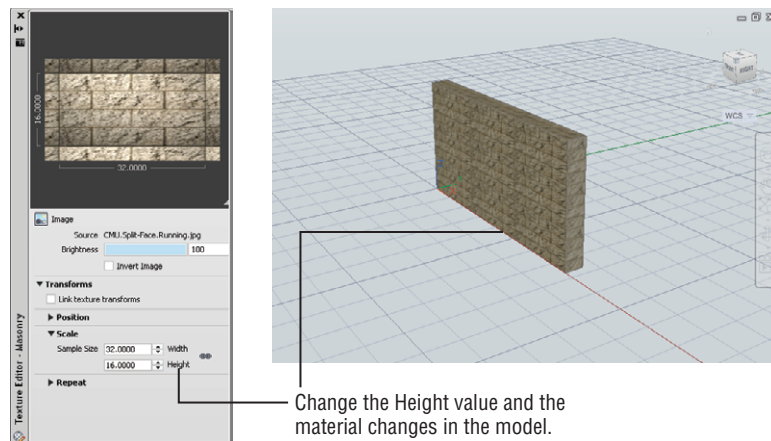 16.0000
32.0000
Image
Source CMU.Split-Face.Running.jpg
Brightness 100
Invert Image
Transforms
Link texture transforms
Position
Scale
Sample Size 32.0000 Width
16.0000 Height
Repeat
Texture Editor - Masonry
RIGHT
WCS
Change the Height value and the
material changes in the model.